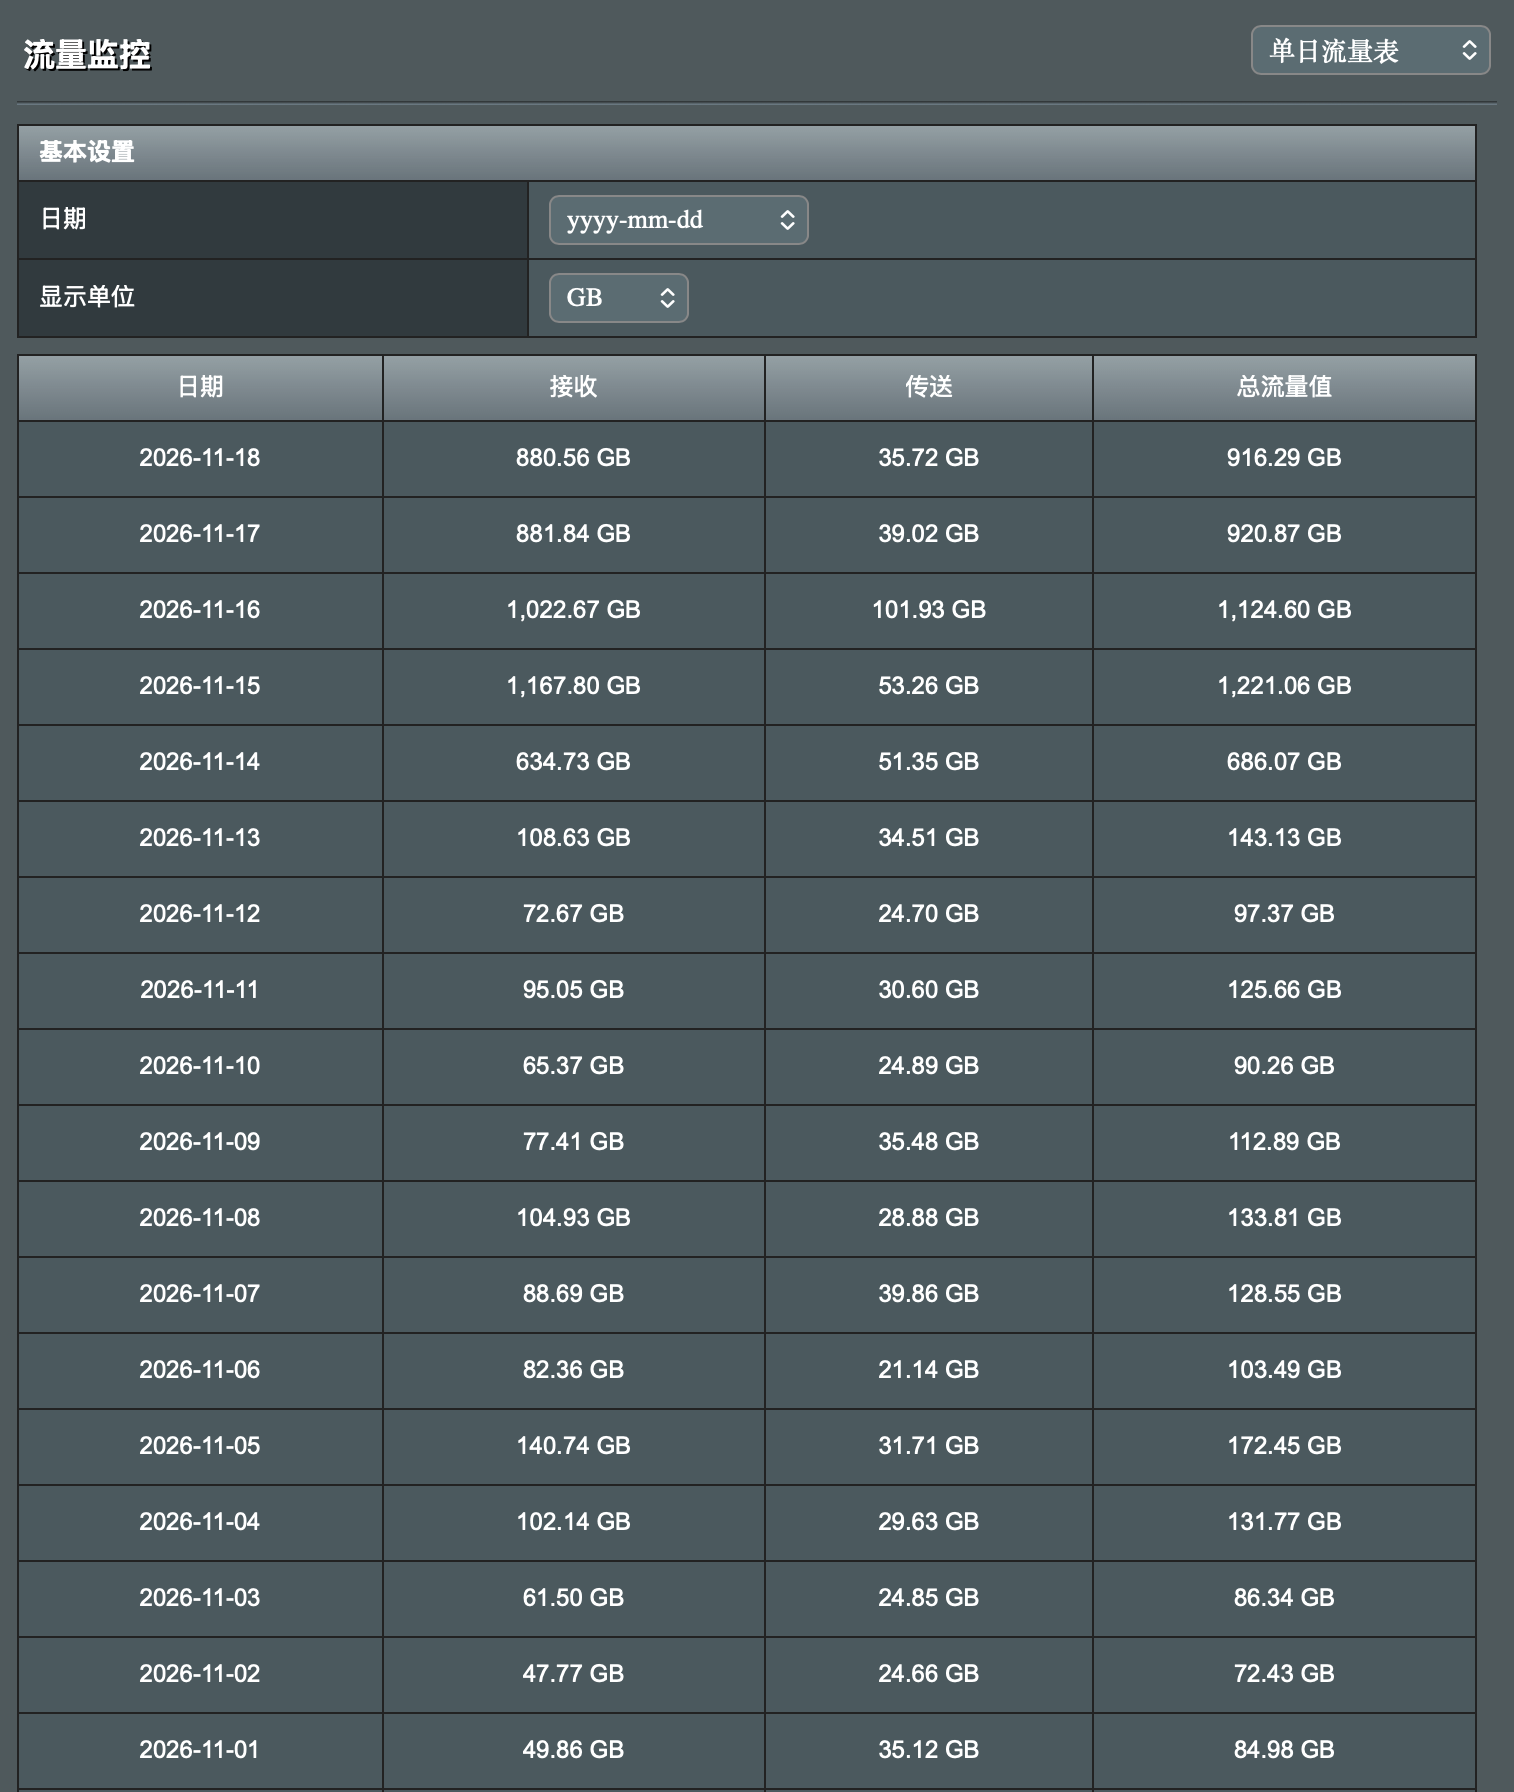 流量监控
单日流量表
基本设置
日期 yyyy-mm-dd
显示单位 GB
日期 接收 传送 总流量值
2026-11-18 880.56 GB 35.72 GB 916.29 GB
2026-11-17 881.84 GB 39.02 GB 920.87 GB
2026-11-16 1,022.67 GB 101.93 GB 1,124.60 GB
2026-11-15 1,167.80 GB 53.26 GB 1,221.06 GB
2026-11-14 634.73 GB 51.35 GB 686.07 GB
2026-11-13 108.63 GB 34.51 GB 143.13 GB
2026-11-12 72.67 GB 24.70 GB 97.37 GB
2026-11-11 95.05 GB 30.60 GB 125.66 GB
2026-11-10 65.37 GB 24.89 GB 90.26 GB
2026-11-09 77.41 GB 35.48 GB 112.89 GB
2026-11-08 104.93 GB 28.88 GB 133.81 GB
2026-11-07 88.69 GB 39.86 GB 128.55 GB
2026-11-06 82.36 GB 21.14 GB 103.49 GB
2026-11-05 140.74 GB 31.71 GB 172.45 GB
2026-11-04 102.14 GB 29.63 GB 131.77 GB
2026-11-03 61.50 GB 24.85 GB 86.34 GB
2026-11-02 47.77 GB 24.66 GB 72.43 GB
2026-11-01 49.86 GB 35.12 GB 84.98 GB